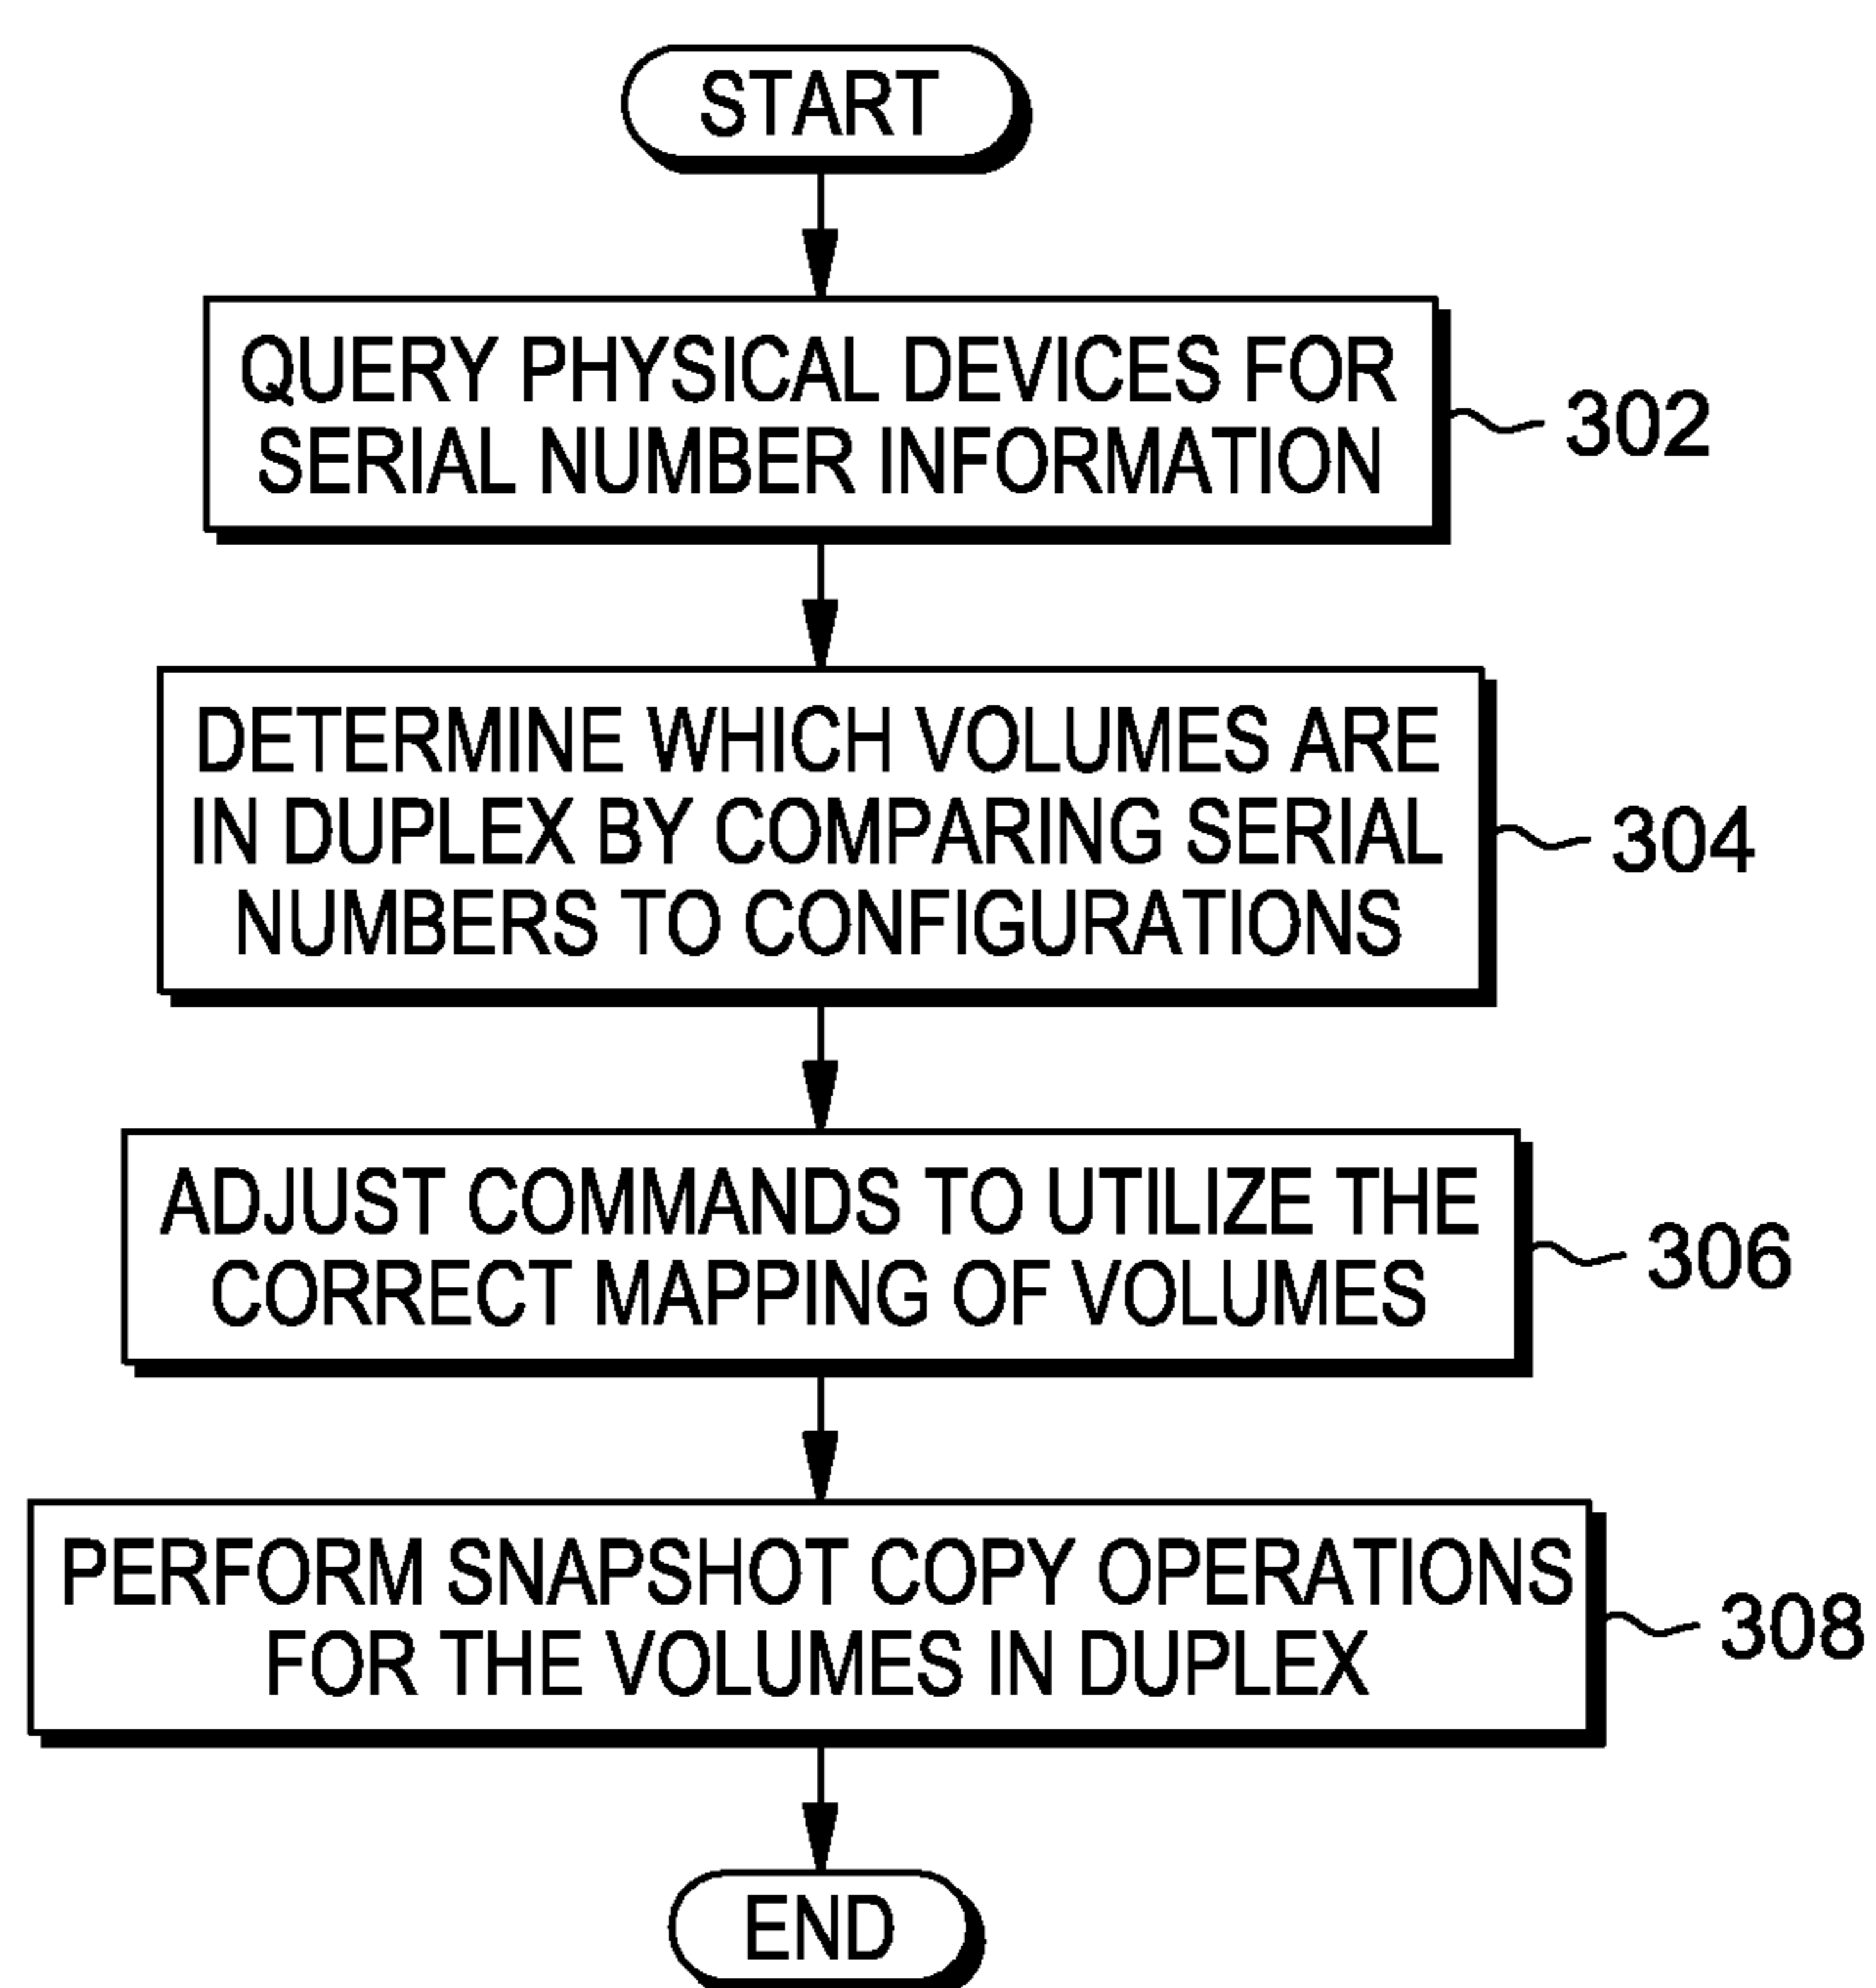 START
QUERY PHYSICAL DEVICES FOR
SERIAL NUMBER INFORMATION
302
DETERMINE WHICH VOLUMES ARE
IN DUPLEX BY COMPARING SERIAL
NUMBERS TO CONFIGURATIONS
304
ADJUST COMMANDS TO UTILIZE THE
CORRECT MAPPING OF VOLUMES
306
PERFORM SNAPSHOT COPY OPERATIONS
FOR THE VOLUMES IN DUPLEX
308
END